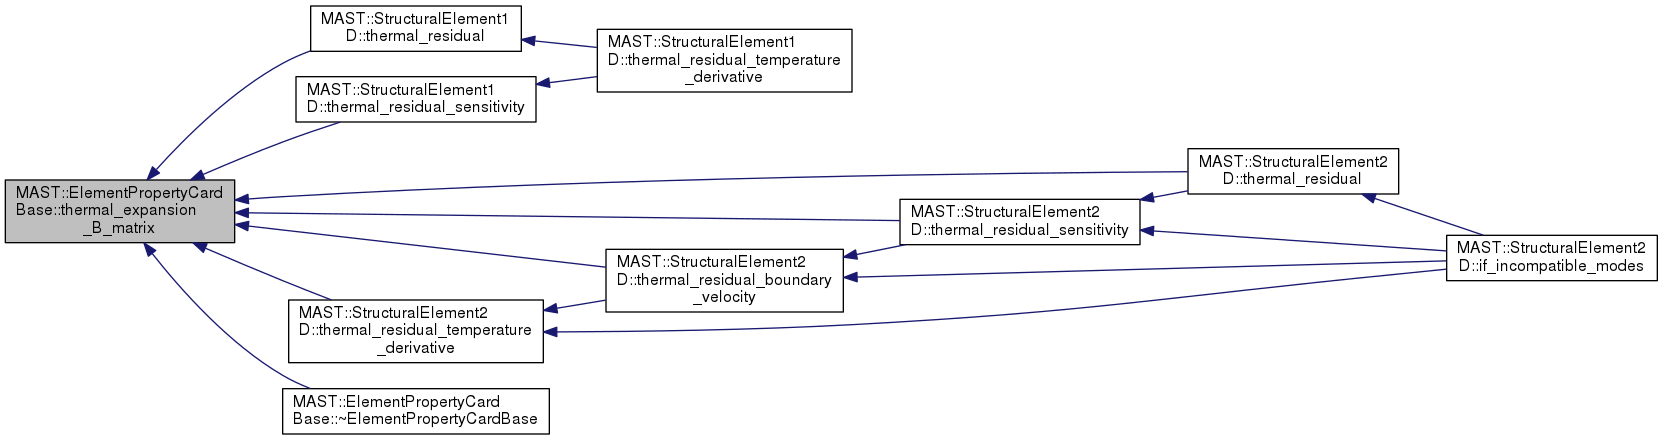 MAST::StructuralElement1
D::thermal_residual
MAST::StructuralElement1
D::thermal_residual_temperature
_derivative
MAST::StructuralElement1
D::thermal_residual_sensitivity
MAST::StructuralElement2
D::thermal_residual
MAST::ElementPropertyCard
Base::thermal_expansion
_B_matrix
MAST::StructuralElement2
D::thermal_residual_sensitivity
MAST::StructuralElement2
D::if_incompatible_modes
MAST::StructuralElement2
D::thermal_residual_boundary
_velocity
MAST::StructuralElement2
D::thermal_residual_temperature
_derivative
MAST::ElementPropertyCard
Base::~ElementPropertyCardBase